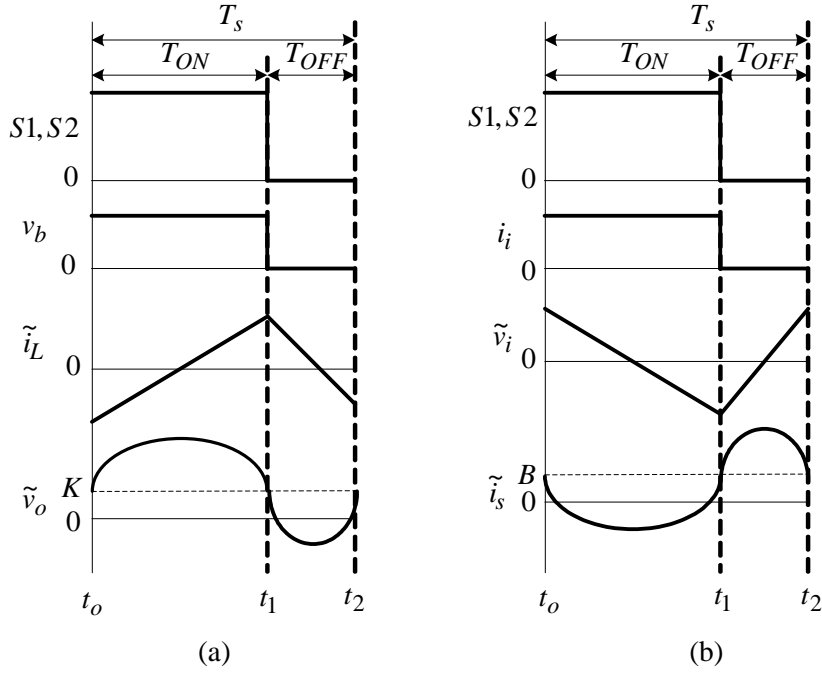 T_s
T_ON T_OFF
S1, S2
0
v_b
0
ĩ_L
0
K
ṽ_o
0
t_o t_1 t_2
(a)
T_s
T_ON T_OFF
S1, S2
0
i_i
0
ṽ_i
0
B
ĩ_s
0
t_o t_1 t_2
(b)